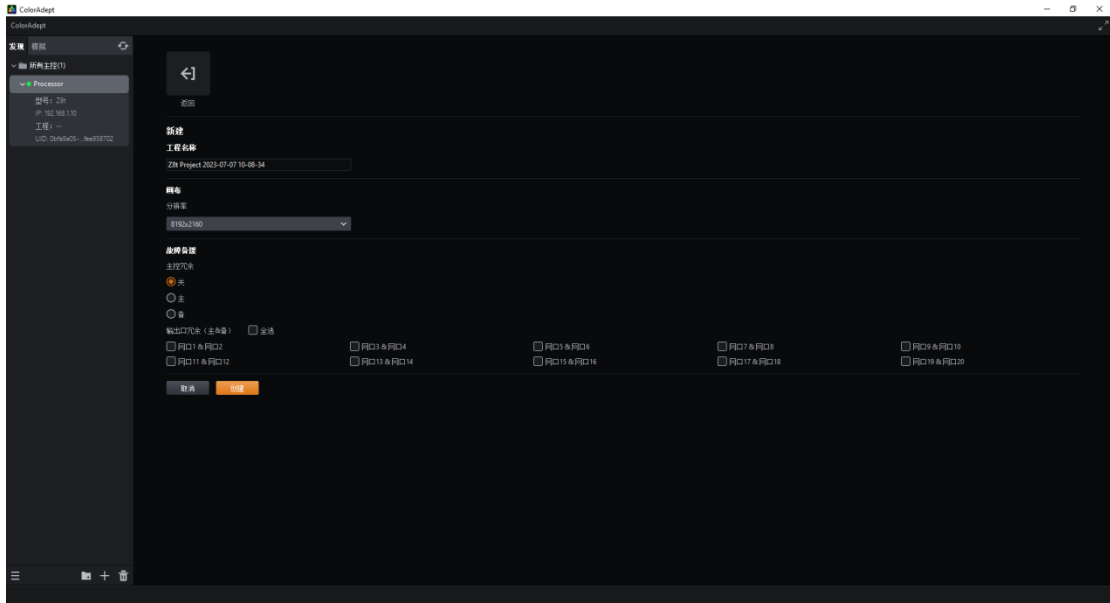 ColorAdept
ColorAdept
发现 模拟
所有主控(1)
Processor
型号: Z8t
IP: 192.168.1.10
工程: --
UID: 0bfa9a05-...fee958702
返回
新建
工程名称
Z8t Project 2023-07-07 10-08-34
画布
分辨率
8192x2160
故障备援
主控冗余
关
主
备
输出口冗余(主&备) 全选
网口1 & 网口2 网口3 & 网口4 网口5 & 网口6 网口7 & 网口8 网口9 & 网口10
网口11 & 网口12 网口13 & 网口14 网口15 & 网口16 网口17 & 网口18 网口19 & 网口20
取消 创建